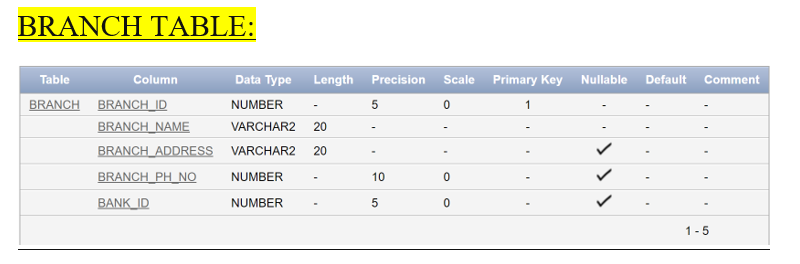 BRANCH TABLE:
Table Column Data Type Length Precision Scale Primary Key Nullable Default Comment
BRANCH BRANCH_ID NUMBER - 5 0 1 - - -
BRANCH_NAME VARCHAR2 20 - - - - - -
BRANCH_ADDRESS VARCHAR2 20 - - - ✓ - -
BRANCH_PH_NO NUMBER - 10 0 - ✓ - -
BANK_ID NUMBER - 5 0 - ✓ - -
1 - 5